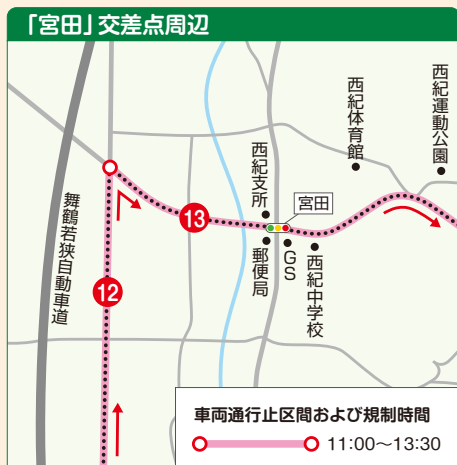 「宮田」交差点周辺
西紀運動公園
西紀体育館
西紀支所
宮田
13
郵便局
GS
西紀中学校
舞鶴若狭自動車道
12
車両通行止区間および規制時間
11:00～13:30